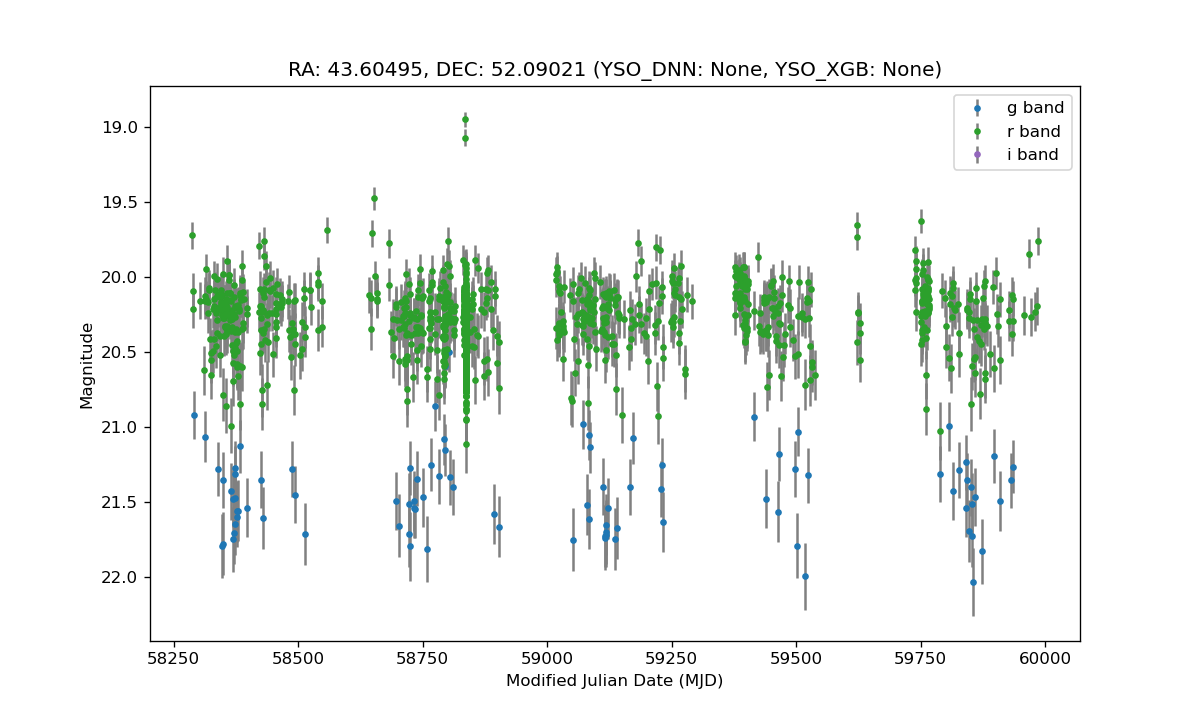 RA: 43.60495, DEC: 52.09021 (YSO_DNN: None, YSO_XGB: None)
g band
r band
i band
19.0
19.5
20.0
20.5
21.0
21.5
22.0
Magnitude
58250 58500 58750 59000 59250 59500 59750 60000
Modified Julian Date (MJD)